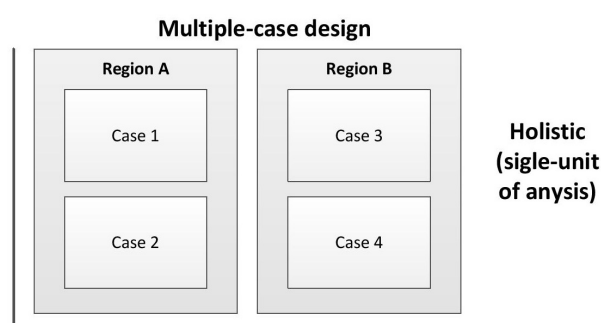 Multiple-case design
Region A
Case 1
Case 2
Region B
Case 3
Case 4
Holistic
(sigle-unit
of anysis)